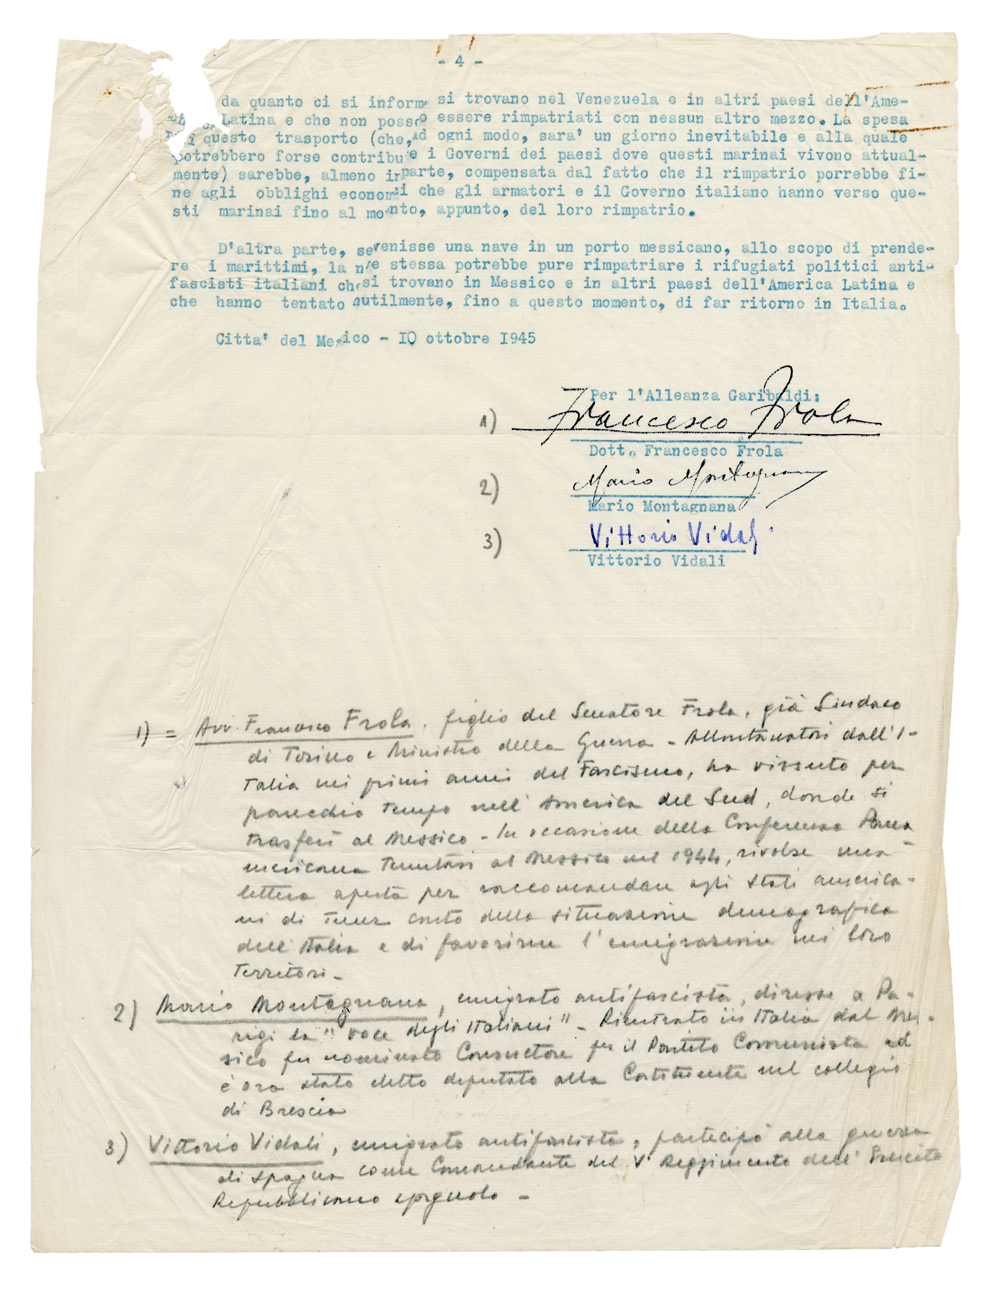 - 4 -
da quanto ci si inform si trovano nel Venezuela e in altri paesi dell'Ame-
Latina e che non posso essere rimpatriati con nessun altro mezzo. La spesa
questo trasporto (che, ad ogni modo, sara' un giorno inevitabile e alla quale
potrebbero forse contribu e i Governi dei paesi dove questi marinai vivono attual-
mente) sarebbe, almeno in parte, compensata dal fatto che il rimpatrio porrebbe fi-
ne agli obblighi economi i che gli armatori e il Governo italiano hanno verso que-
sti marinai fino al mo nto, appunto, del loro rimpatrio.
D'altra parte, se venisse una nave in un porto messicano, allo scopo di prende-
re i marittimi, la n e stessa potrebbe pure rimpatriare i rifugiati politici anti-
fascisti italiani che si trovano in Messico e in altri paesi dell'America Latina e
che hanno tentato nutilmente, fino a questo momento, di far ritorno in Italia.
Citta' del Messico - 10 ottobre 1945
Per l'Alleanza Garibaldi:
1) Francesco Frola
Dott. Francesco Frola
2) Mario Montagnana
Mario Montagnana
3) Vittorio Vidali
Vittorio Vidali
1) = Avv. Francesco Frola, figlio del Senatore Frola, già Sindaco
di Torino e Ministro della Guerra - Allontanatosi dall'I-
talia nei primi anni del Fascismo, ha vissuto per
parecchio tempo nell'America del Sud, donde si
trasferì al Messico - In occasione della Conferenza Pana
mericana tenutasi al Messico nel 1944, rivolse una
lettera aperta per raccomandare agli Stati america-
ni di tener conto della situazione demografica
dell'Italia e di favorirne l'emigrazione nei loro
territori -
2) Mario Montagnana, emigrato antifascista, diresse a Pa-
rigi la "Voce degli Italiani" - Rientrato in Italia dal Mes-
sico fu nominato Consultore per il Partito Comunista ed
è ora stato eletto deputato alla Costituente nel collegio
di Brescia
3) Vittorio Vidali, emigrato antifascista, partecipò alla guerra
di Spagna come Comandante del V° Reggimento dell'Esercito
Repubblicano spagnolo -